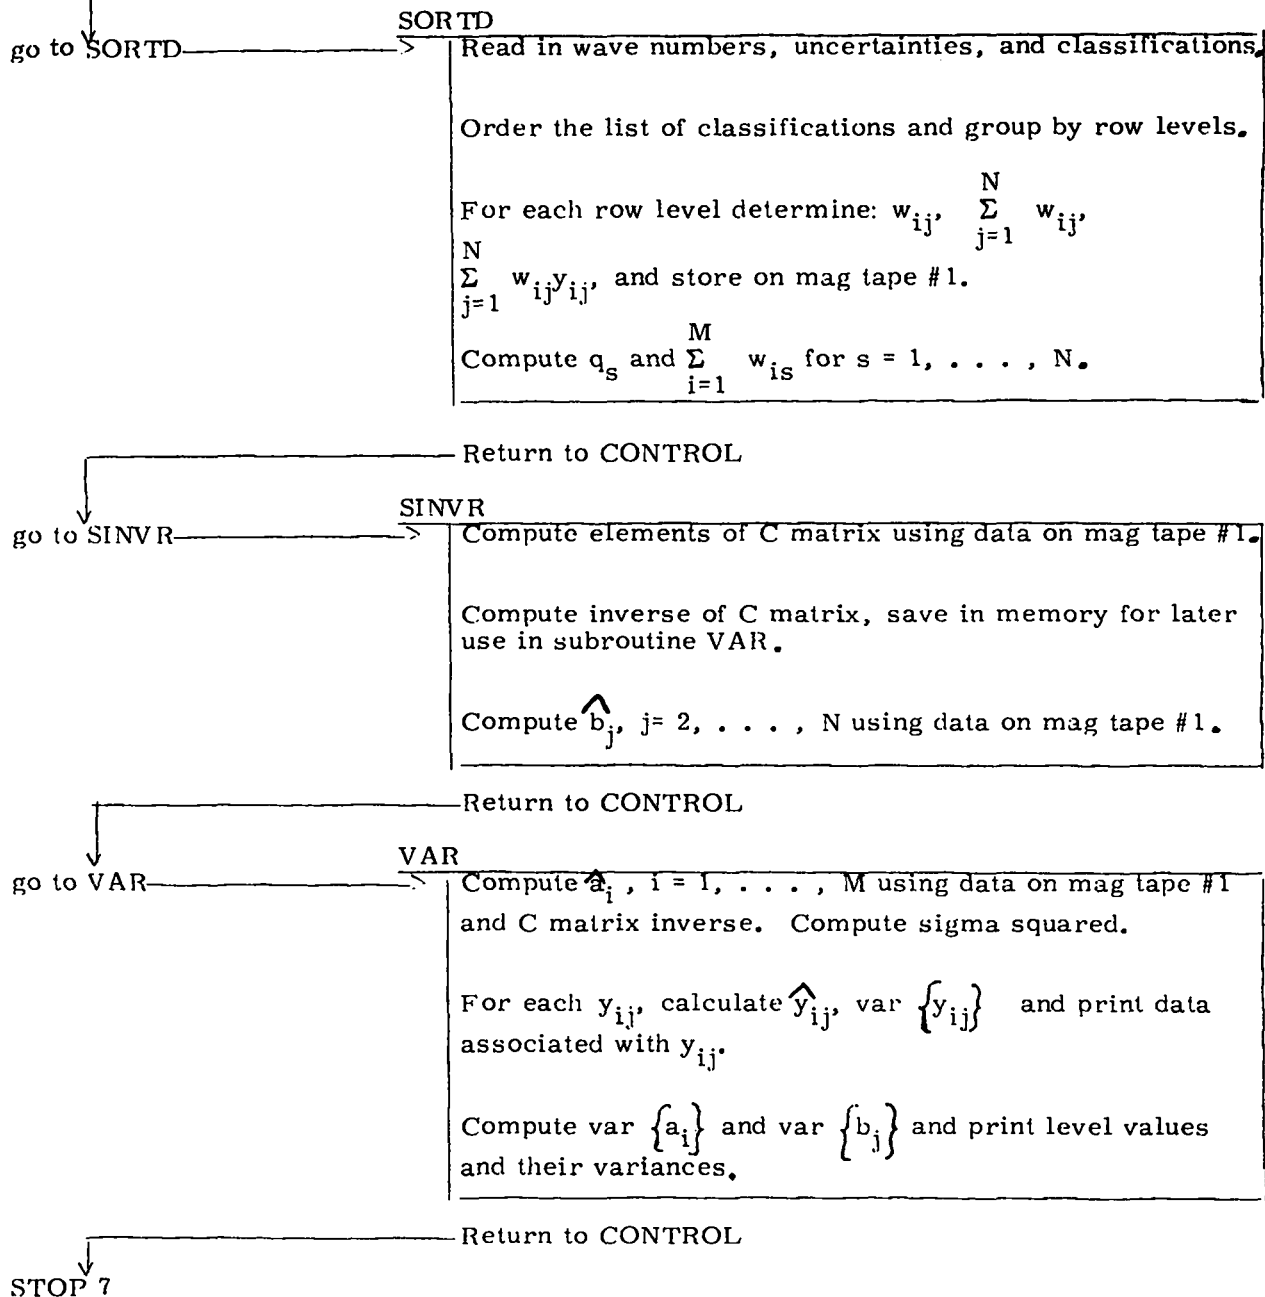 SORTD
go to SORTD
Read in wave numbers, uncertainties, and classifications.
Order the list of classifications and group by row levels.
N
For each row level determine: w_ij, Σ w_ij,
j=1
N
Σ w_ij y_ij, and store on mag tape #1.
j=1
M
Compute q_s and Σ w_is for s = 1, . . . , N.
i=1
Return to CONTROL
SINVR
go to SINVR
Compute elements of C matrix using data on mag tape #1.
Compute inverse of C matrix, save in memory for later
use in subroutine VAR.
Compute b̂_j, j= 2, . . . , N using data on mag tape #1.
Return to CONTROL
VAR
go to VAR
Compute â_i , i = 1, . . . , M using data on mag tape #1
and C matrix inverse. Compute sigma squared.
For each y_ij, calculate ŷ_ij, var {y_ij} and print data
associated with y_ij.
Compute var {a_i} and var {b_j} and print level values
and their variances.
Return to CONTROL
STOP 7